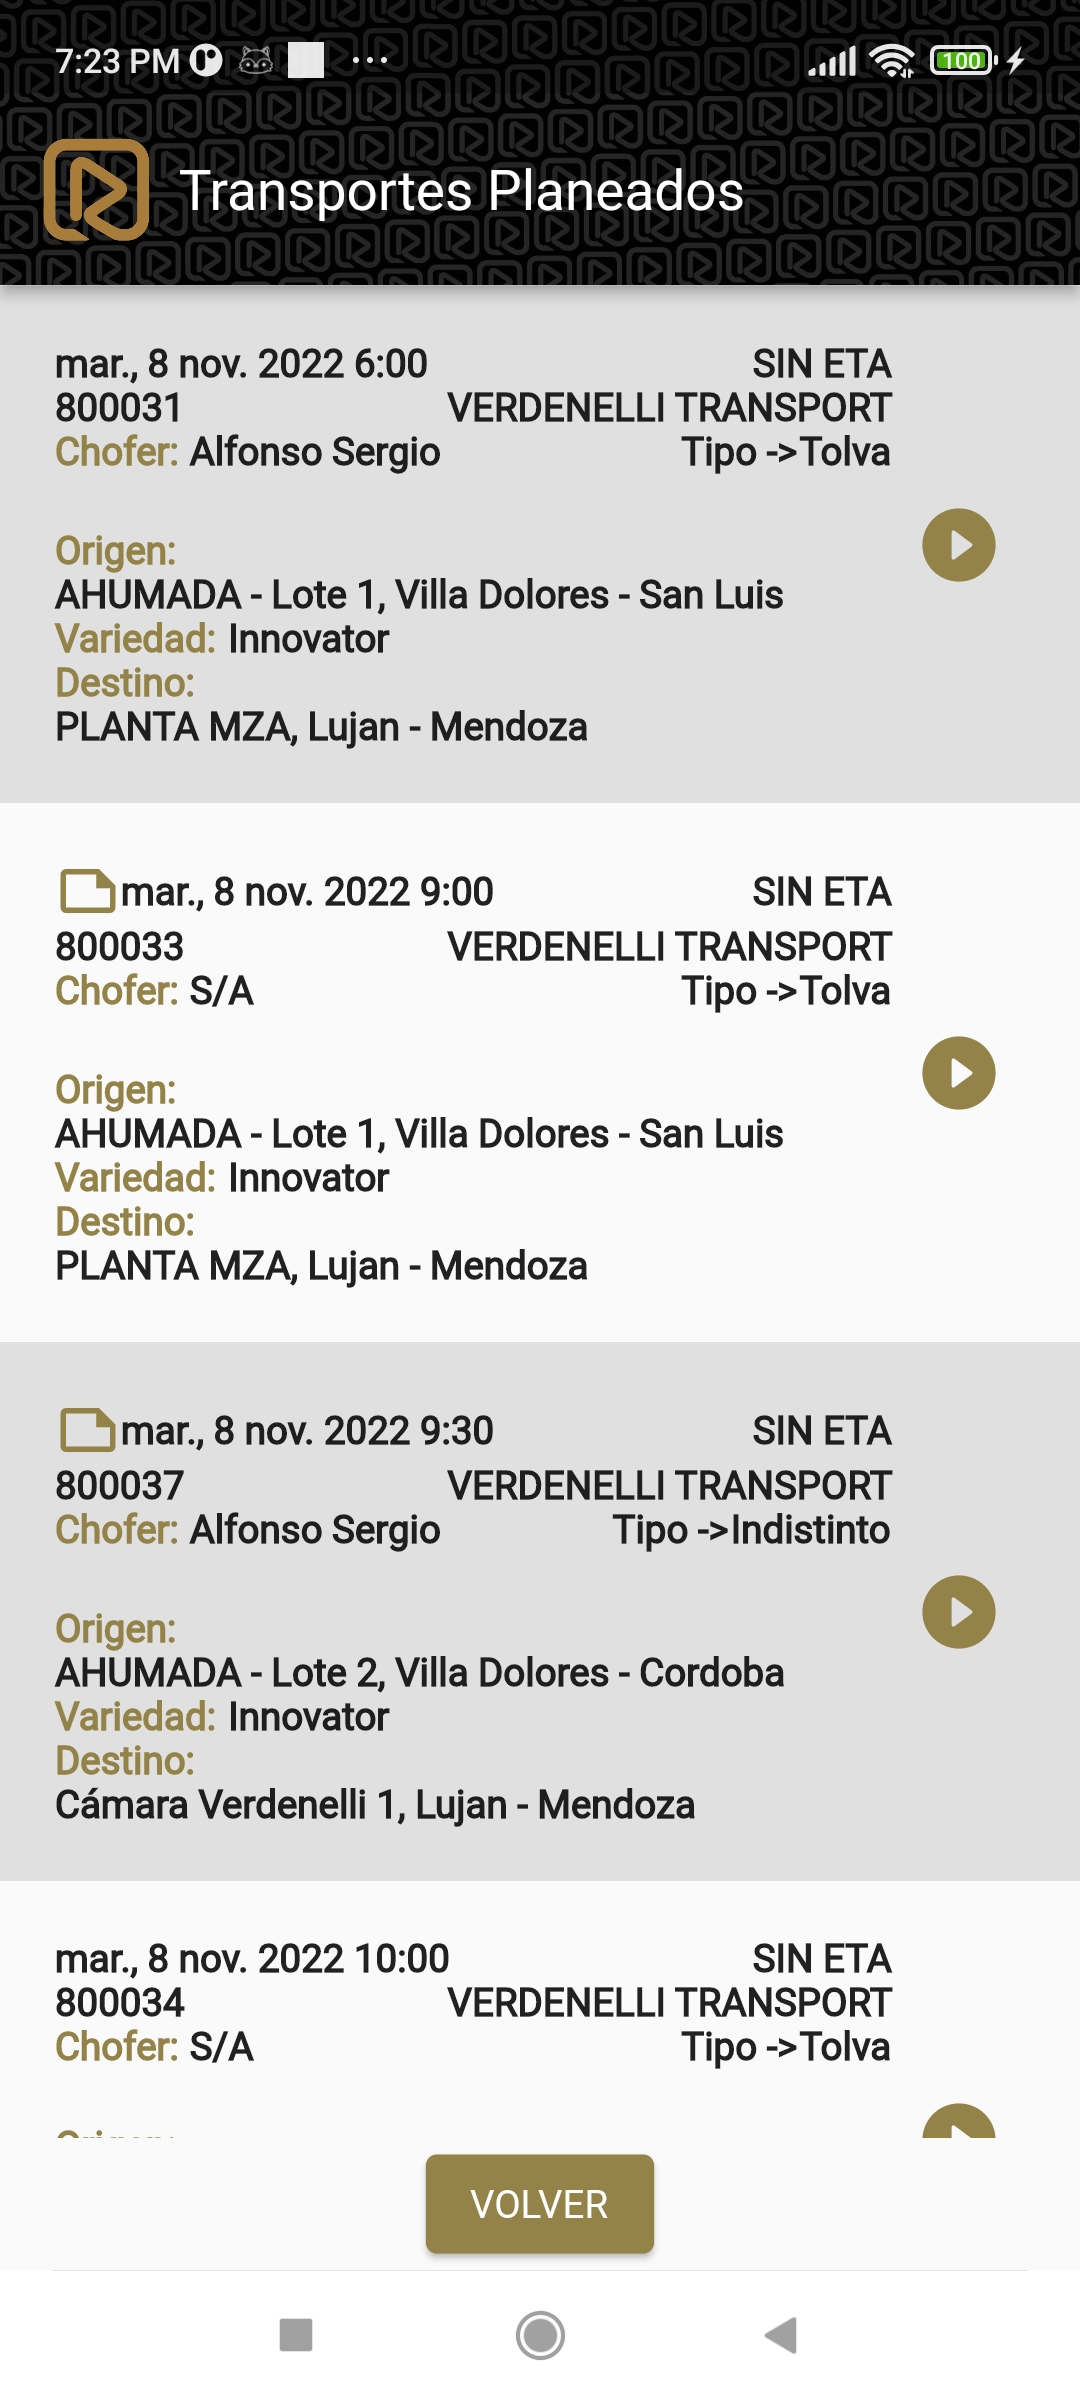 7:23 PM
100
Transportes Planeados
mar., 8 nov. 2022 6:00 SIN ETA
800031 VERDENELLI TRANSPORT
Chofer: Alfonso Sergio Tipo ->Tolva
Origen:
AHUMADA - Lote 1, Villa Dolores - San Luis
Variedad: Innovator
Destino:
PLANTA MZA, Lujan - Mendoza
mar., 8 nov. 2022 9:00 SIN ETA
800033 VERDENELLI TRANSPORT
Chofer: S/A Tipo ->Tolva
Origen:
AHUMADA - Lote 1, Villa Dolores - San Luis
Variedad: Innovator
Destino:
PLANTA MZA, Lujan - Mendoza
mar., 8 nov. 2022 9:30 SIN ETA
800037 VERDENELLI TRANSPORT
Chofer: Alfonso Sergio Tipo ->Indistinto
Origen:
AHUMADA - Lote 2, Villa Dolores - Cordoba
Variedad: Innovator
Destino:
Cámara Verdenelli 1, Lujan - Mendoza
mar., 8 nov. 2022 10:00 SIN ETA
800034 VERDENELLI TRANSPORT
Chofer: S/A Tipo ->Tolva
VOLVER